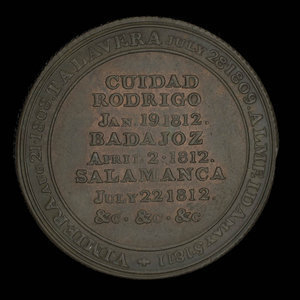 VIMIERA AUG 21 1808. TALAVERA JULY 28 1809. ALMEIDA MAY 5 1811
CUIDAD
RODRIGO
JAN. 19 1812.
BADAJOZ
APRIL 2: 1812.
SALAMANCA
JULY 22 1812.
&c. &c. &c